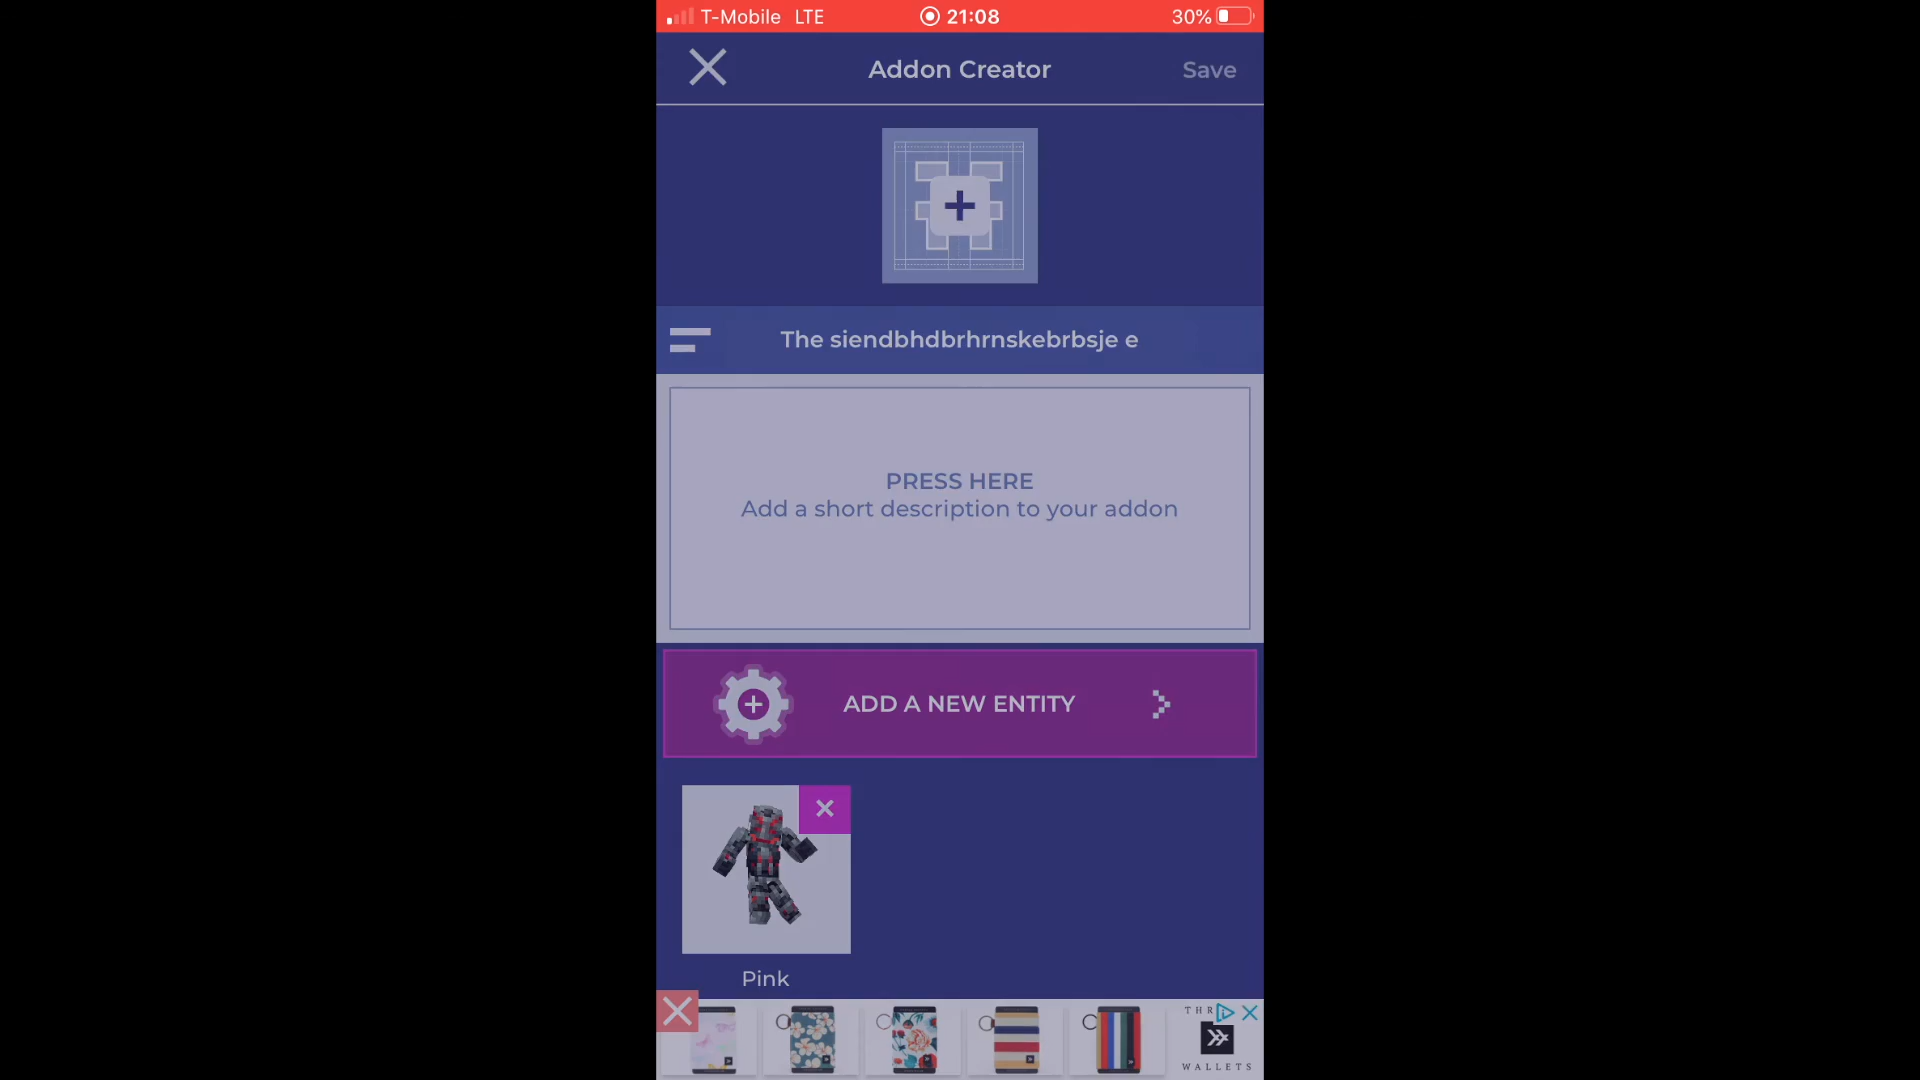 T-Mobile LTE 21:08 30%
Addon Creator Save
The siendbhdbrhrnskebrbsje e
PRESS HERE
Add a short description to your addon
ADD A NEW ENTITY
Pink
WALLETS